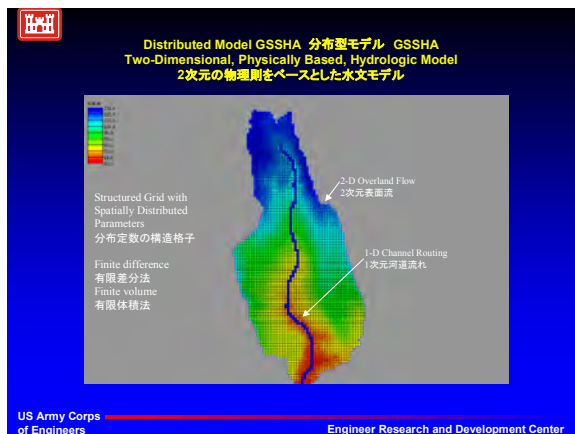 Distributed Model GSSHA 分布型モデル GSSHA
Two-Dimensional, Physically Based, Hydrologic Model
2次元の物理則をベースとした水文モデル
Structured Grid with
Spatially Distributed
Parameters
分布定数の構造格子
Finite difference
有限差分法
Finite volume
有限体積法
2-D Overland Flow
2次元表面流
1-D Channel Routing
1次元河道流れ
US Army Corps
of Engineers
Engineer Research and Development Center